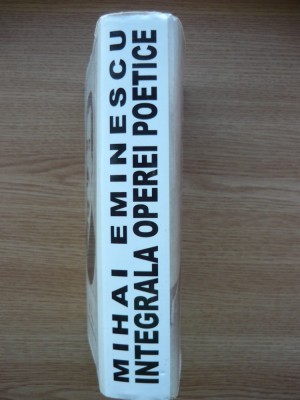 MIHAI EMINESCU
INTEGRALA OPEREI POETICE